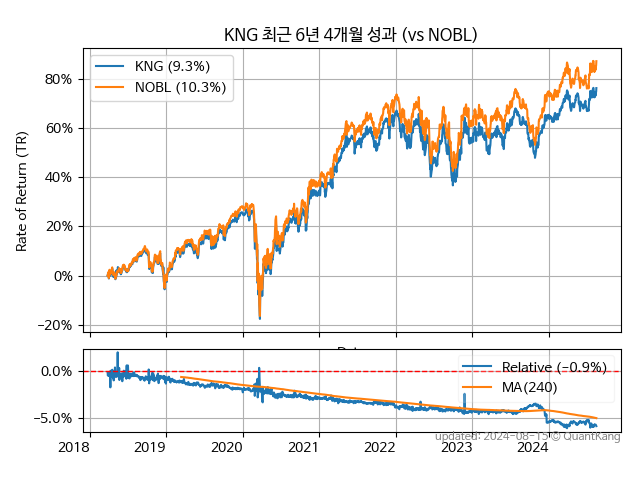 KNG 최근 6년 4개월 성과 (vs NOBL)
KNG (9.3%)
NOBL (10.3%)
Rate of Return (TR)
80%
60%
40%
20%
0%
−20%
Relative (−0.9%)
MA(240)
0.0%
−5.0%
2018 2019 2020 2021 2022 2023 2024
updated: 2024-08-15 © QuantKang